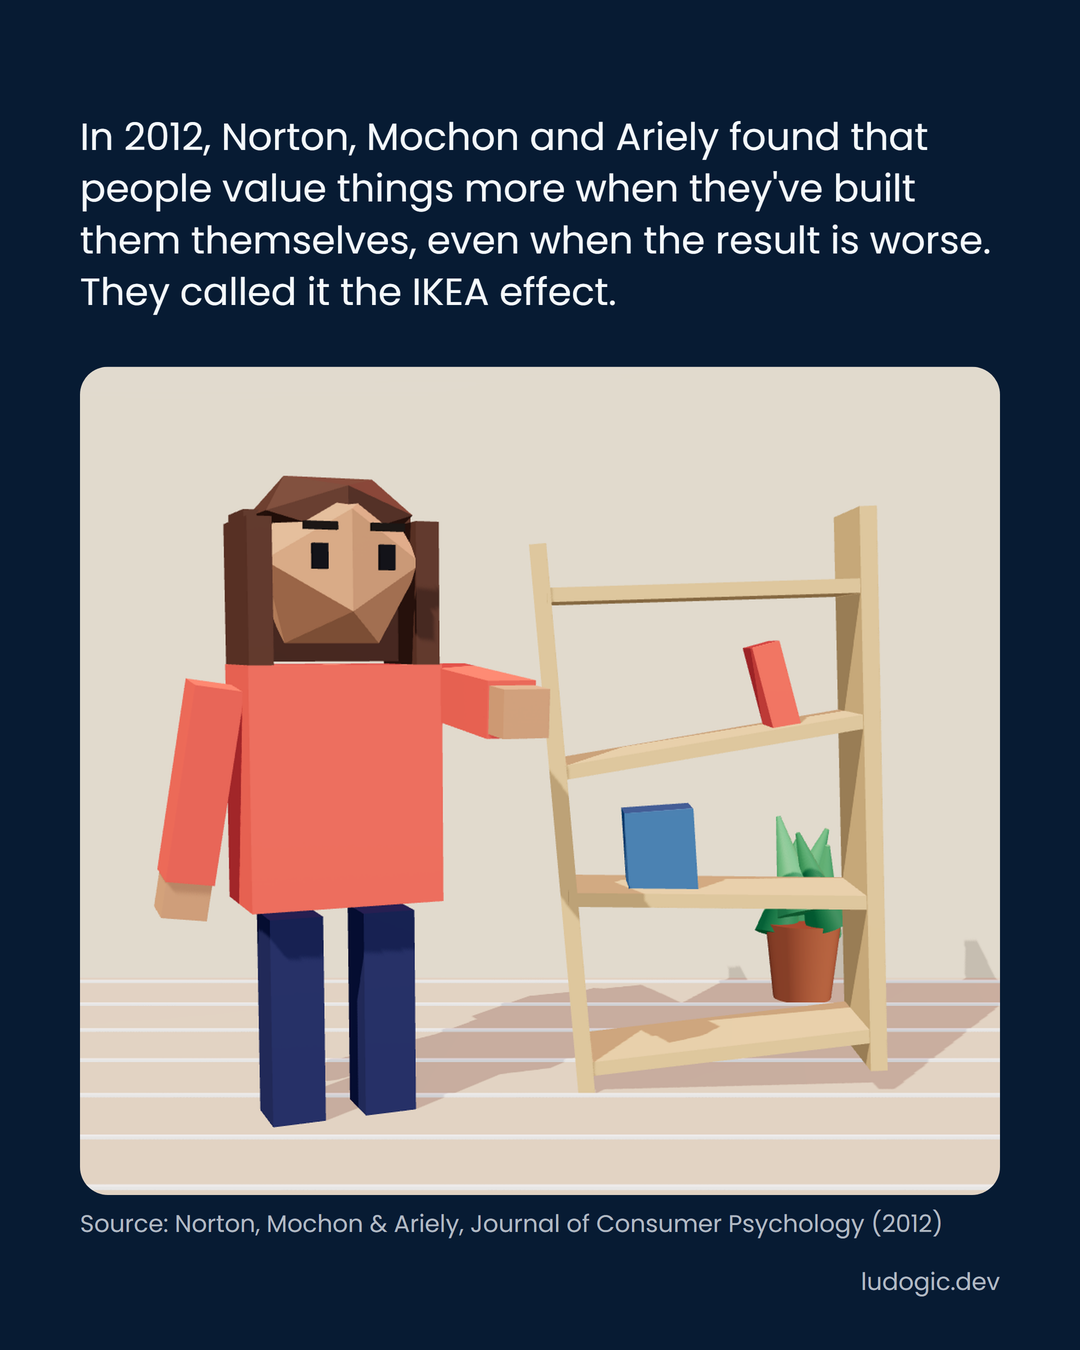 In 2012, Norton, Mochon and Ariely found that
people value things more when they've built
them themselves, even when the result is worse.
They called it the IKEA effect.
Source: Norton, Mochon & Ariely, Journal of Consumer Psychology (2012)
ludogic.dev